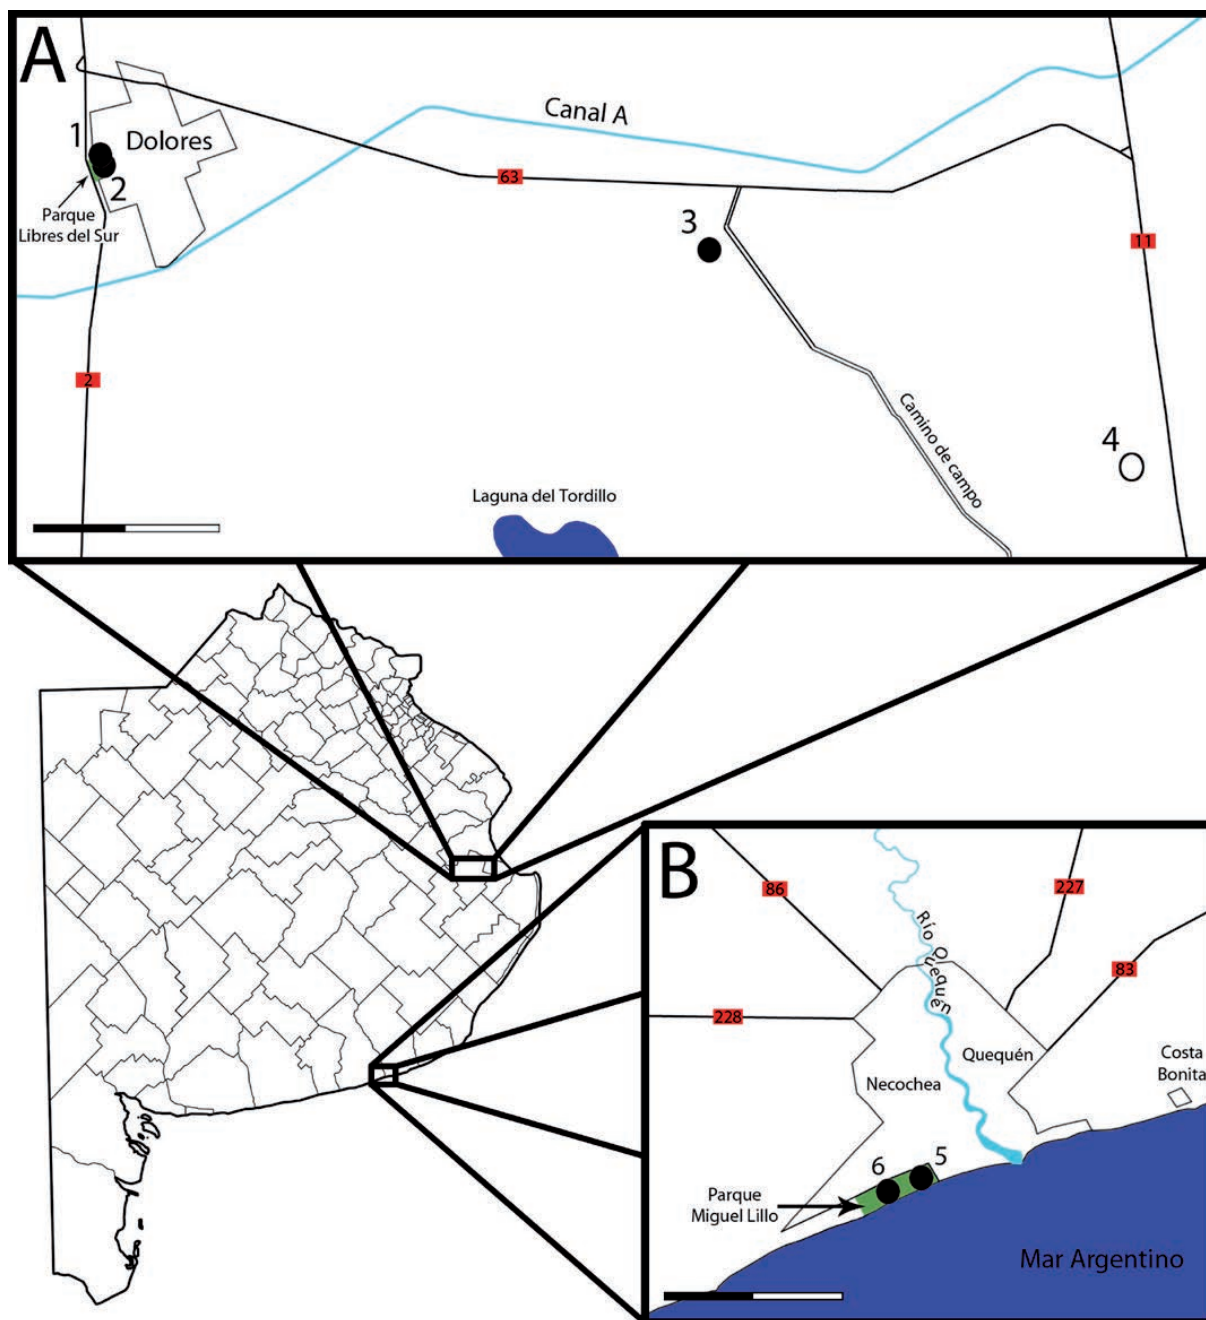 A
Canal A
1
Dolores
2
Parque
Libres del Sur
63
3
11
2
4
Camino de campo
Laguna del Tordillo
B
86
227
Río Quequén
83
228
Quequén
Costa
Bonita
Necochea
6
5
Parque
Miguel Lillo
Mar Argentino